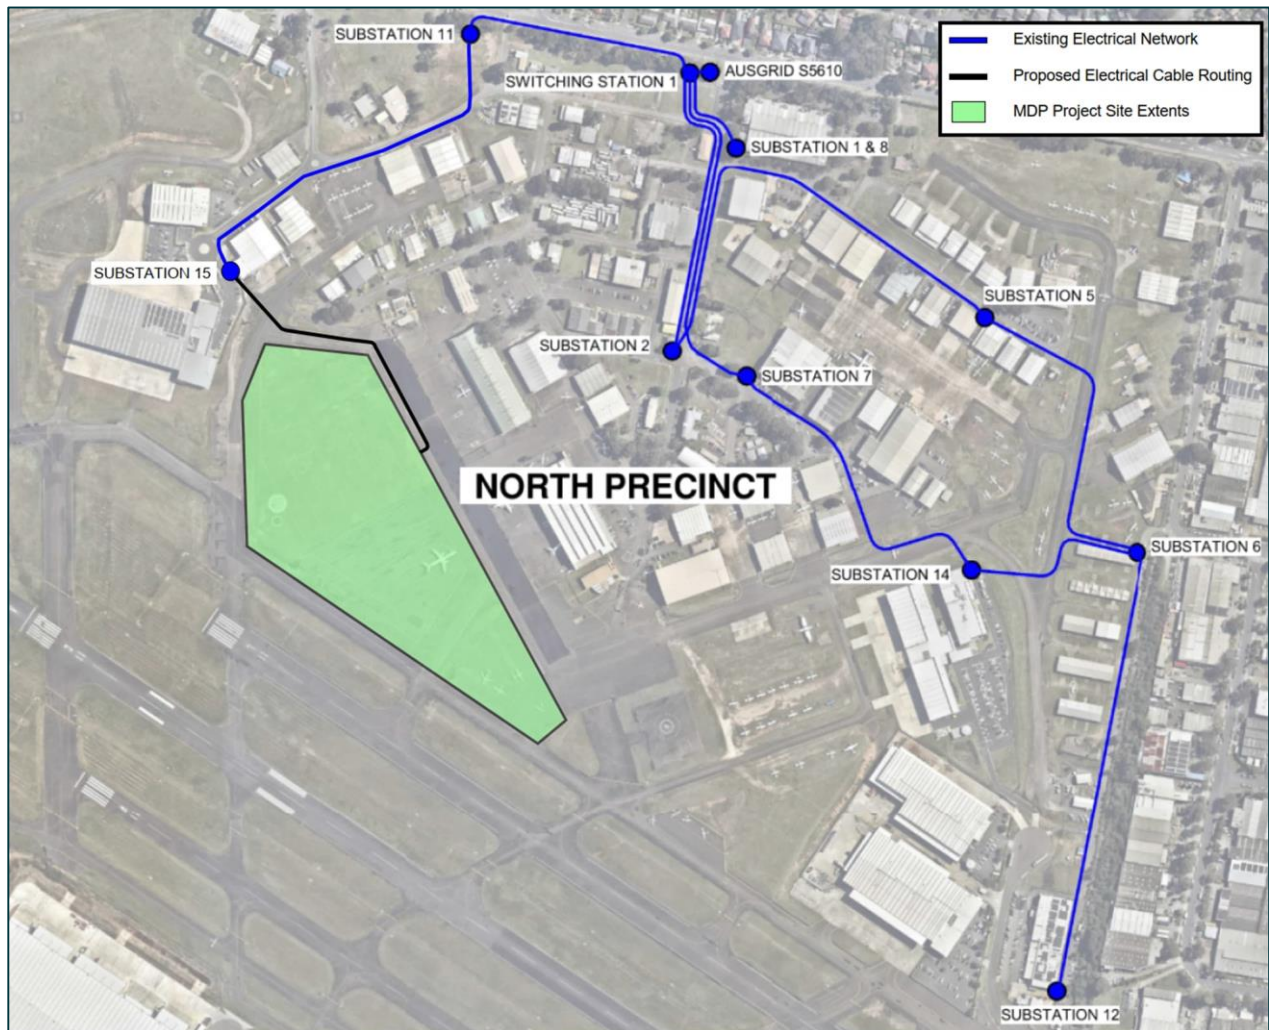 SUBSTATION 11
SWITCHING STATION 1
AUSGRID S5610
Existing Electrical Network
Proposed Electrical Cable Routing
MDP Project Site Extents
SUBSTATION 1 & 8
SUBSTATION 15
SUBSTATION 5
SUBSTATION 2
SUBSTATION 7
NORTH PRECINCT
SUBSTATION 6
SUBSTATION 14
SUBSTATION 12